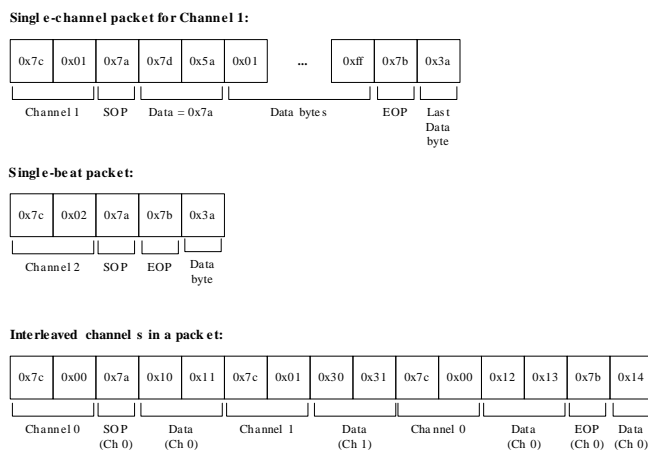 Single-channel packet for Channel 1:
0x7c 0x01 0x7a 0x7d 0x5a 0x01 ... 0xff 0x7b 0x3a
Channel 1 SOP Data = 0x7a Data bytes EOP Last
Data
byte
Single-beat packet:
0x7c 0x02 0x7a 0x7b 0x3a
Channel 2 SOP EOP Data
byte
Interleaved channels in a packet:
0x7c 0x00 0x7a 0x10 0x11 0x7c 0x01 0x30 0x31 0x7c 0x00 0x12 0x13 0x7b 0x14
Channel 0 SOP Data Channel 1 Data Channel 0 Data EOP Data
(Ch 0) (Ch 0) (Ch 1) (Ch 0) (Ch 0) (Ch 0)